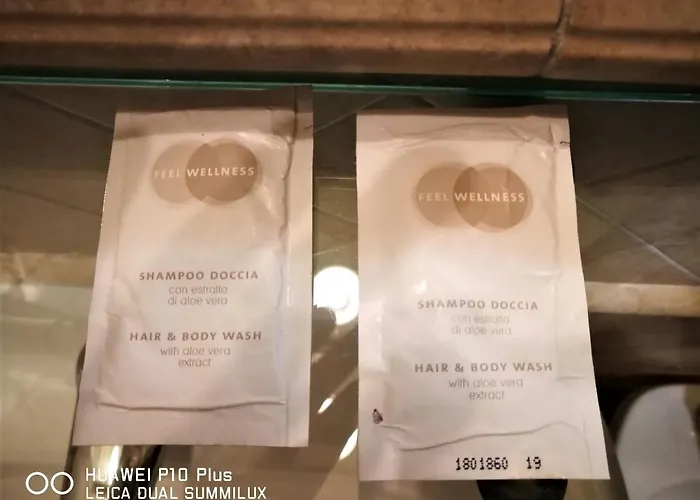 FEEL WELLNESS
SHAMPOO DOCCIA
con estratto
di aloe vera
HAIR & BODY WASH
with aloe vera
extract
FEEL WELLNESS
SHAMPOO DOCCIA
con estratto
di aloe vera
HAIR & BODY WASH
with aloe vera
extract
1801860 19
HUAWEI P10 Plus
LEICA DUAL SUMMILUX